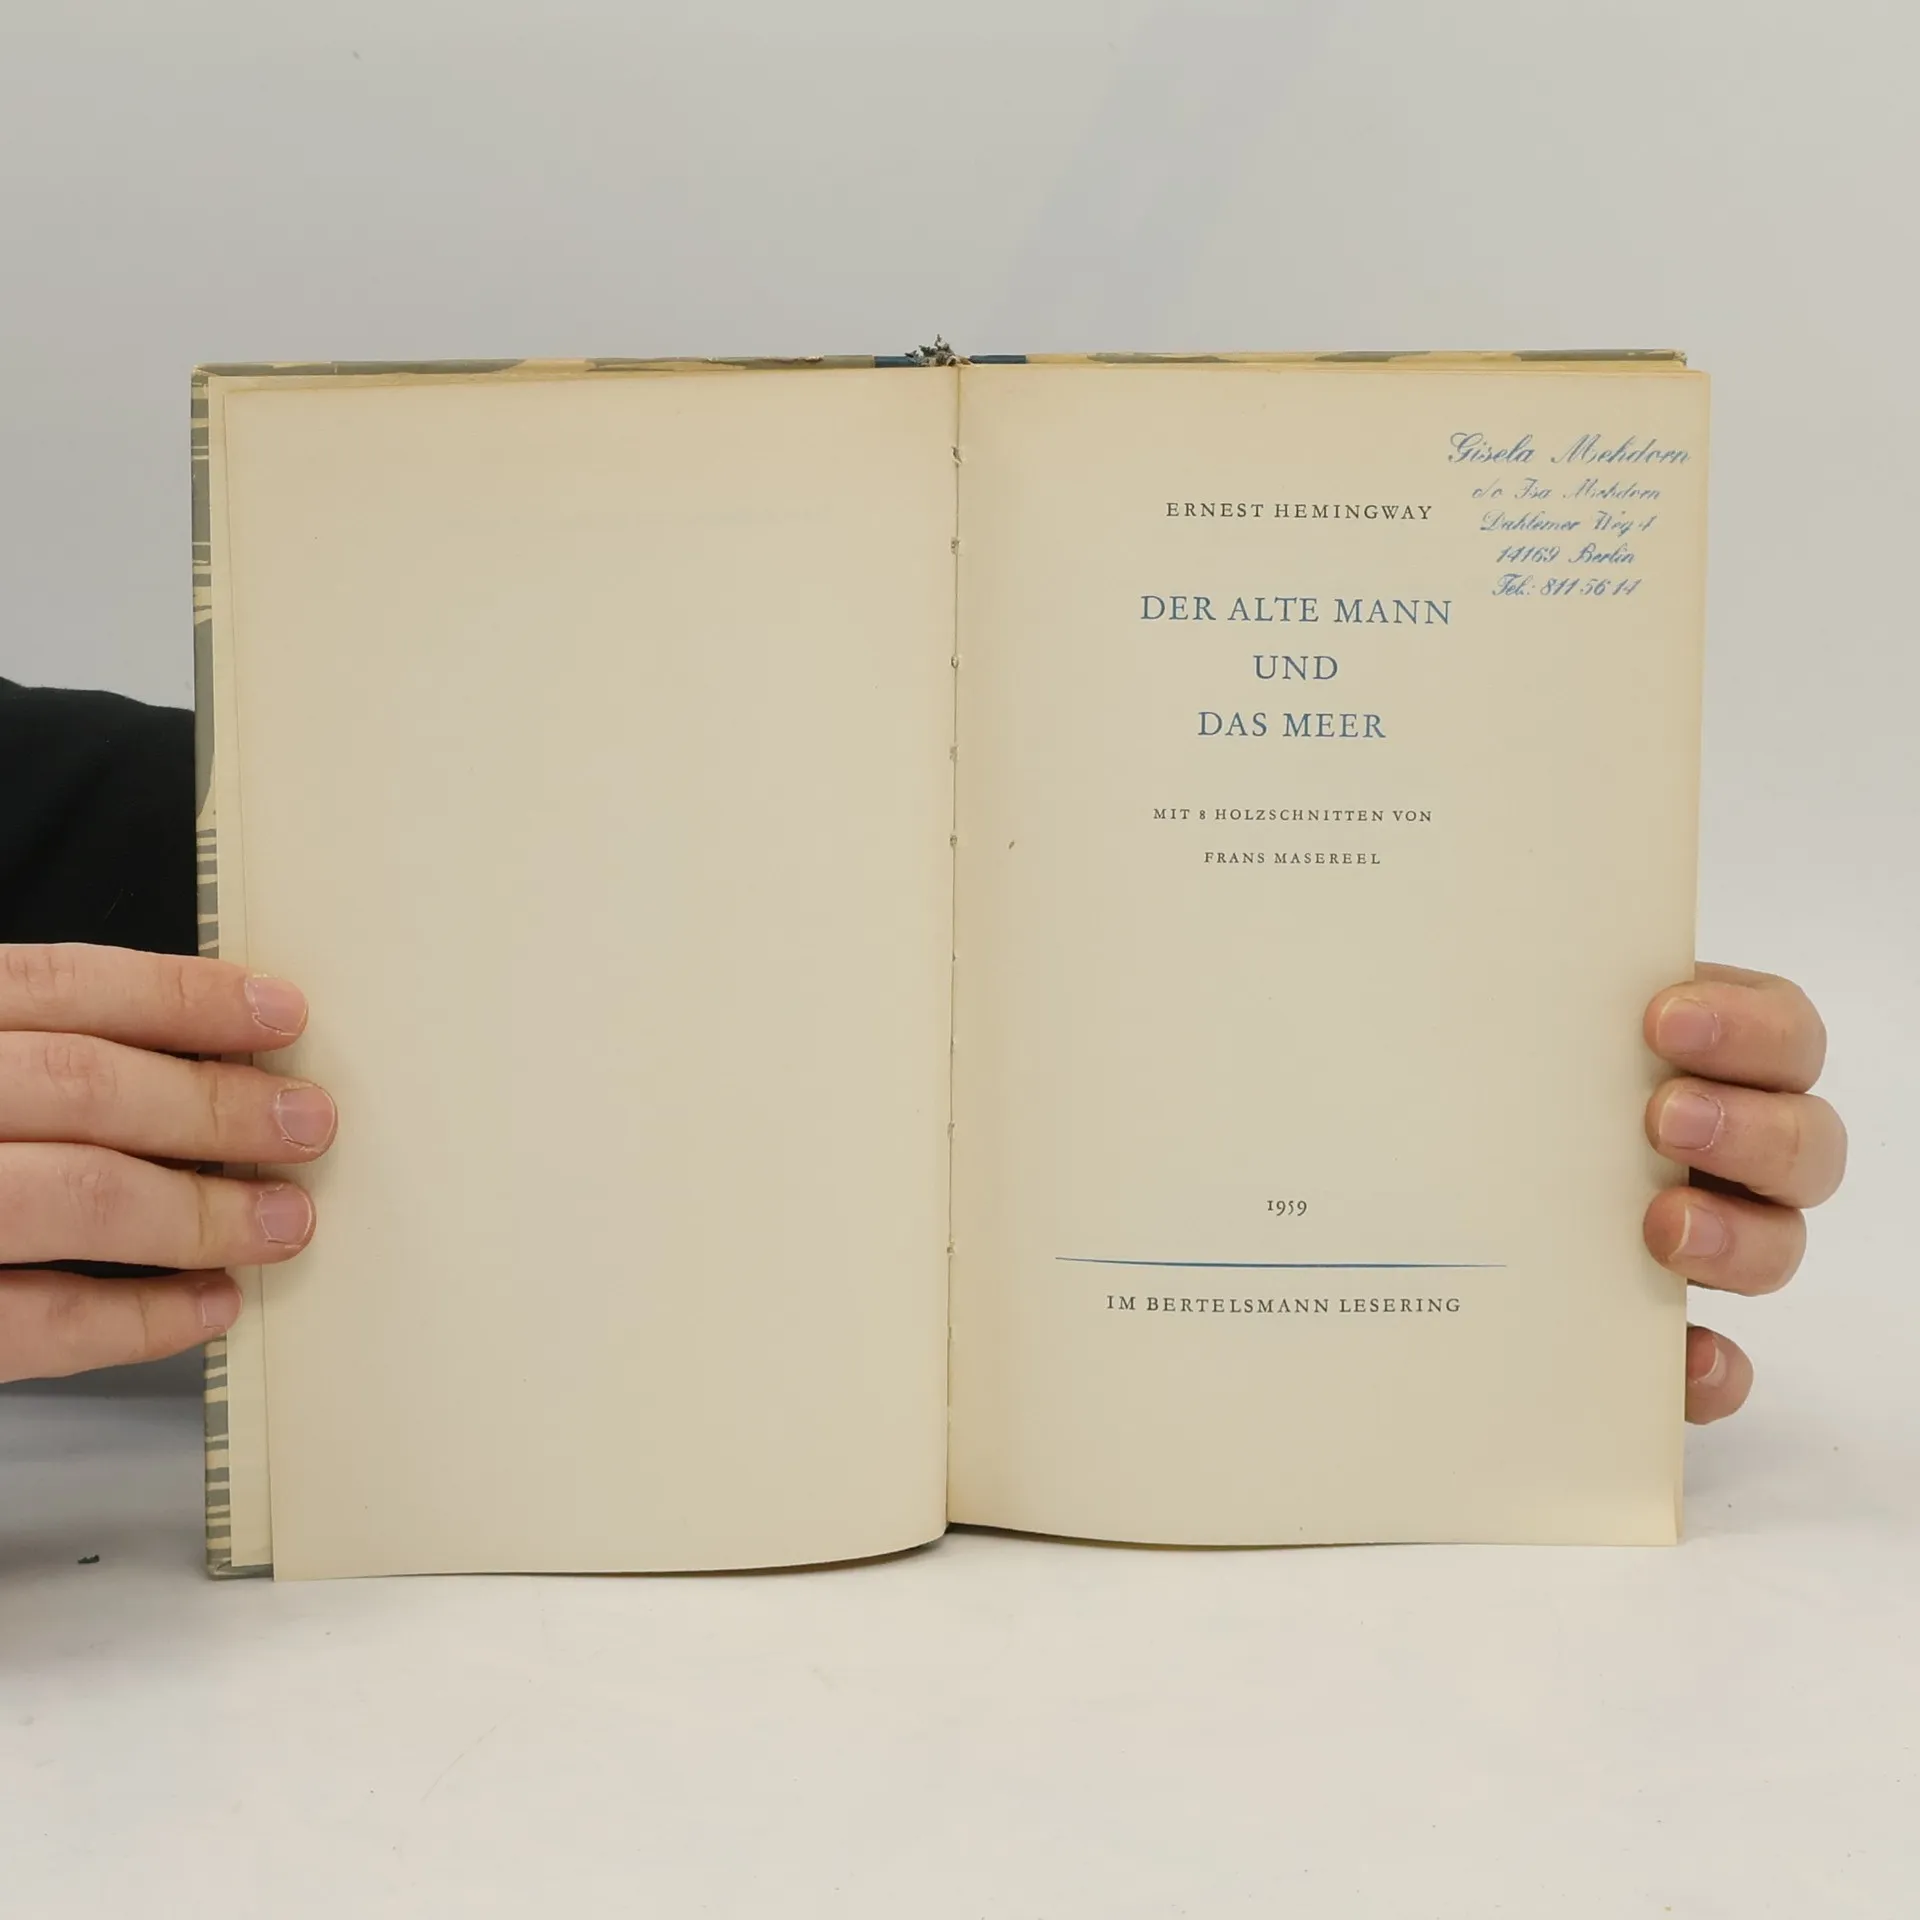 Gisela Mehdorn
c/o Isa Mehdorn
Dahlemer Weg 4
14169 Berlin
Tel.: 811 56 14
ERNEST HEMINGWAY
DER ALTE MANN
UND
DAS MEER
MIT 8 HOLZSCHNITTEN VON
FRANS MASEREEL
1959
IM BERTELSMANN LESERING